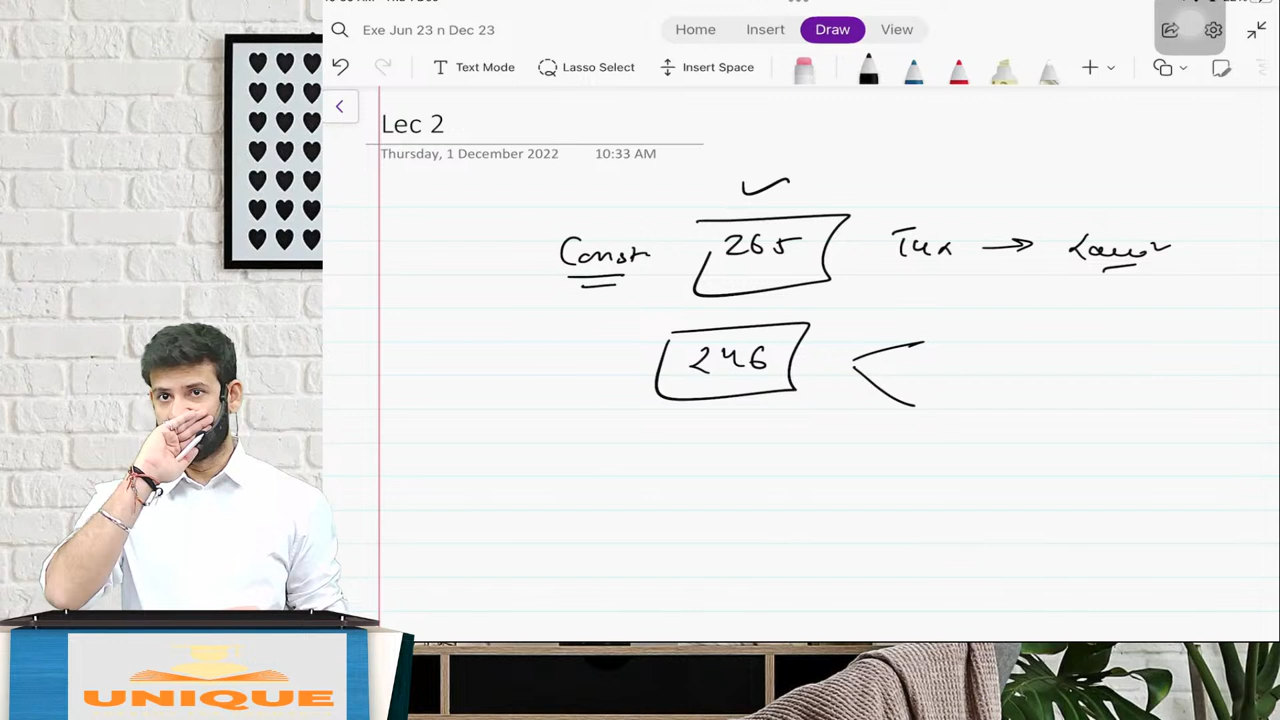 Exe Jun 23 n Dec 23
Home Insert Draw View
Text Mode Lasso Select Insert Space
Lec 2
Thursday, 1 December 2022 10:33 AM
Const 265 Tax →
246
UNIQUE